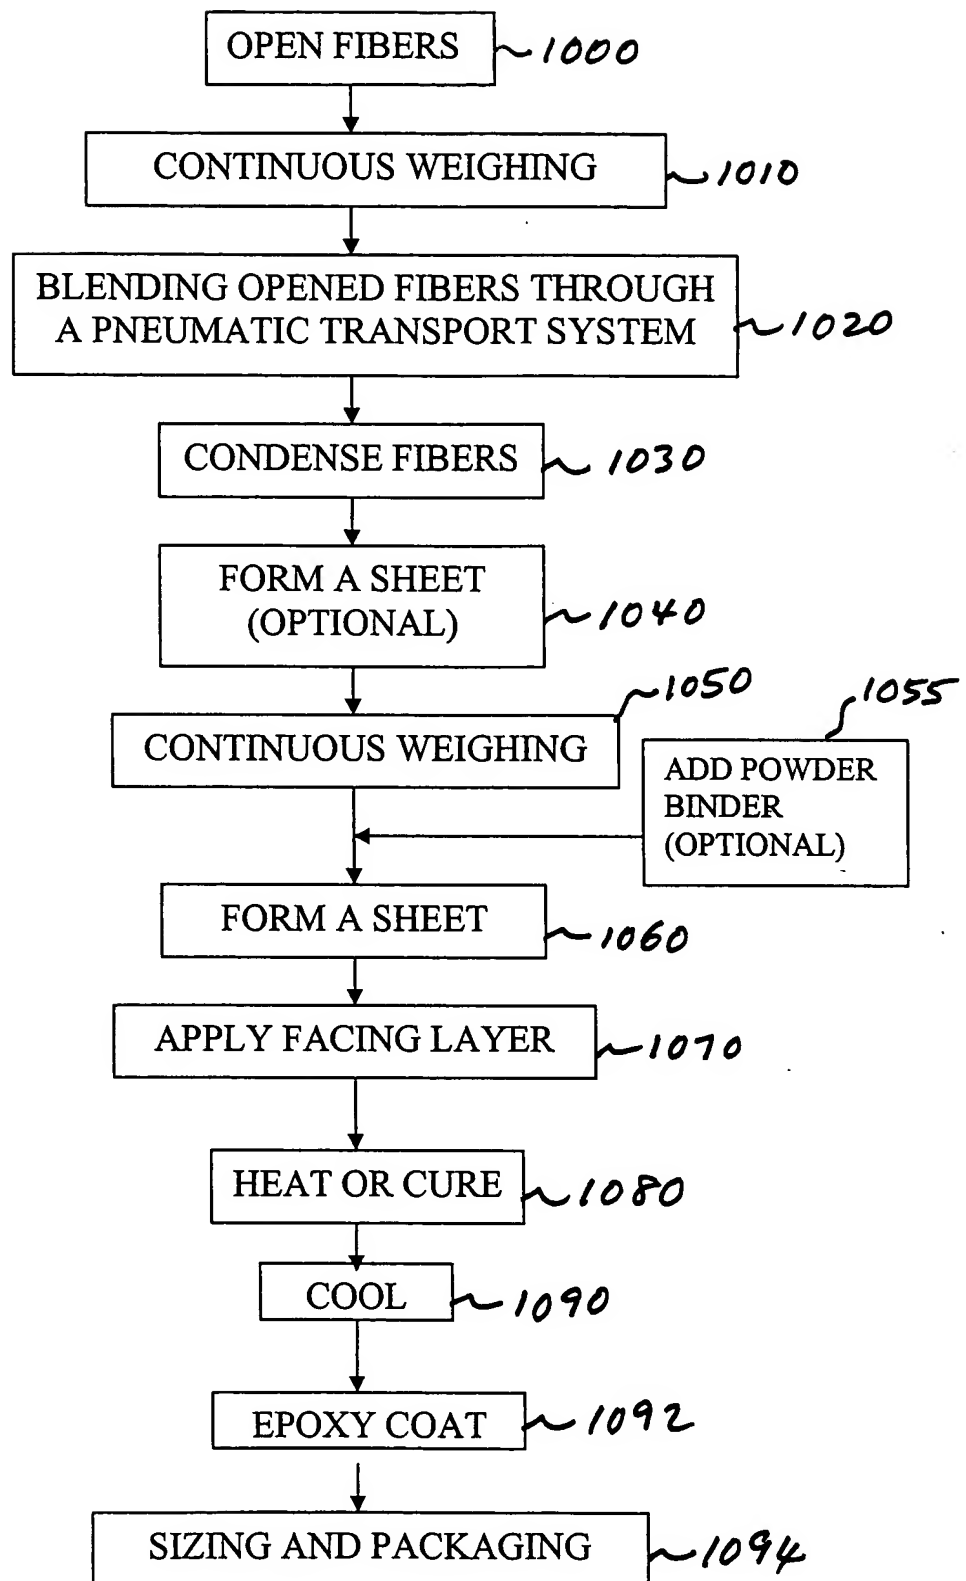 OPEN FIBERS 1000
CONTINUOUS WEIGHING 1010
BLENDING OPENED FIBERS THROUGH
A PNEUMATIC TRANSPORT SYSTEM 1020
CONDENSE FIBERS 1030
FORM A SHEET
(OPTIONAL) 1040
CONTINUOUS WEIGHING 1050
1055
ADD POWDER
BINDER
(OPTIONAL)
FORM A SHEET 1060
APPLY FACING LAYER 1070
HEAT OR CURE 1080
COOL 1090
EPOXY COAT 1092
SIZING AND PACKAGING 1094